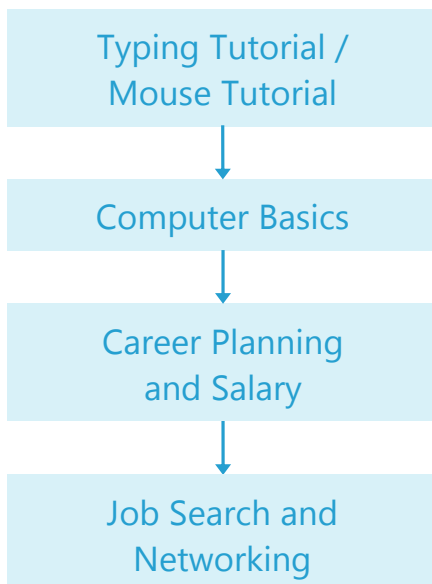 Typing Tutorial /
Mouse Tutorial
Computer Basics
Career Planning
and Salary
Job Search and
Networking